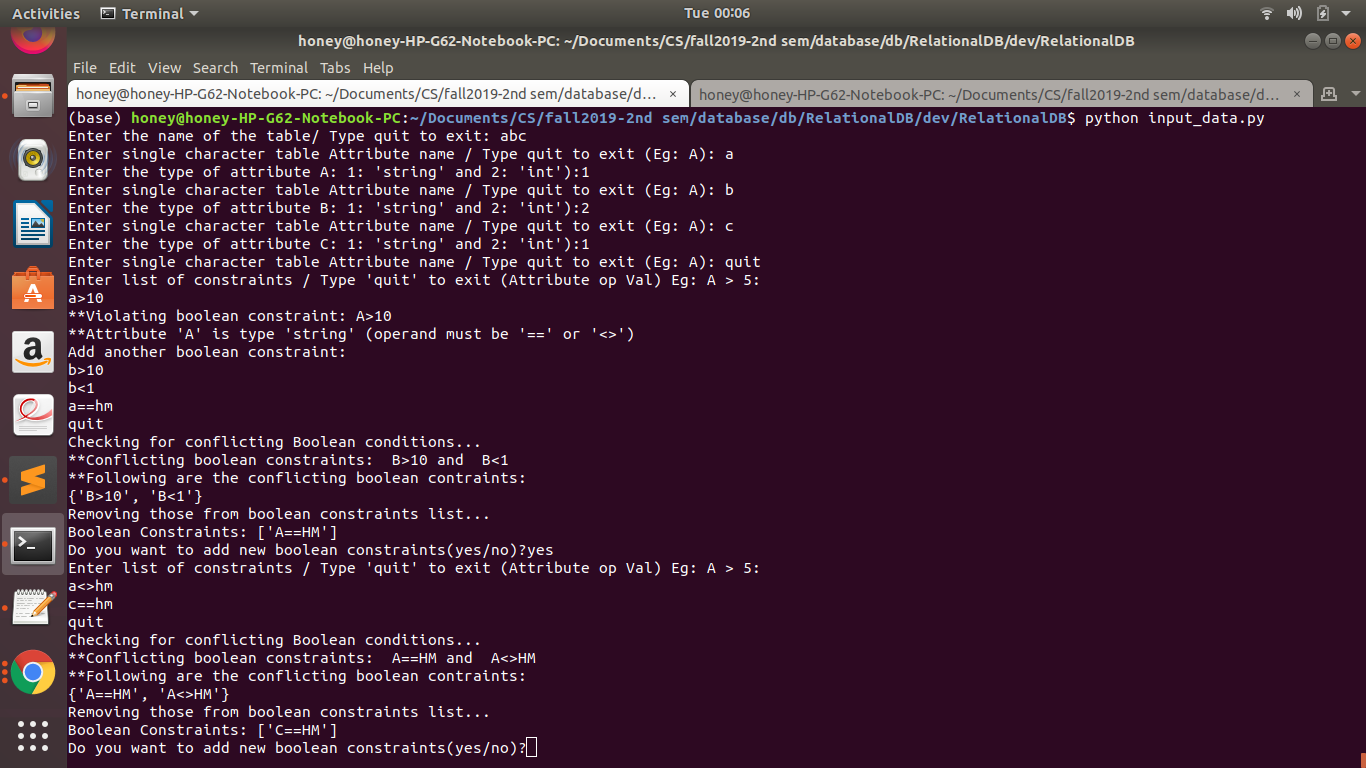 Activities Terminal Tue 00:06
honey@honey-HP-G62-Notebook-PC: ~/Documents/CS/fall2019-2nd sem/database/db/RelationalDB/dev/RelationalDB
File Edit View Search Terminal Tabs Help
honey@honey-HP-G62-Notebook-PC: ~/Documents/CS/fall2019-2nd sem/database/d... × honey@honey-HP-G62-Notebook-PC: ~/Documents/CS/fall2019-2nd sem/database/d... ×
(base) honey@honey-HP-G62-Notebook-PC:~/Documents/CS/fall2019-2nd sem/database/db/RelationalDB/dev/RelationalDB$ python input_data.py
Enter the name of the table/ Type quit to exit: abc
Enter single character table Attribute name / Type quit to exit (Eg: A): a
Enter the type of attribute A: 1: 'string' and 2: 'int'):1
Enter single character table Attribute name / Type quit to exit (Eg: A): b
Enter the type of attribute B: 1: 'string' and 2: 'int'):2
Enter single character table Attribute name / Type quit to exit (Eg: A): c
Enter the type of attribute C: 1: 'string' and 2: 'int'):1
Enter single character table Attribute name / Type quit to exit (Eg: A): quit
Enter list of constraints / Type 'quit' to exit (Attribute op Val) Eg: A > 5:
a>10
**Violating boolean constraint: A>10
**Attribute 'A' is type 'string' (operand must be '==' or '<>')
Add another boolean constraint:
b>10
b<1
a==hm
quit
Checking for conflicting Boolean conditions...
**Conflicting boolean constraints:  B>10 and  B<1
**Following are the conflicting boolean contraints:
{'B>10', 'B<1'}
Removing those from boolean constraints list...
Boolean Constraints: ['A==HM']
Do you want to add new boolean constraints(yes/no)?yes
Enter list of constraints / Type 'quit' to exit (Attribute op Val) Eg: A > 5:
a<>hm
c==hm
quit
Checking for conflicting Boolean conditions...
**Conflicting boolean constraints:  A==HM and  A<>HM
**Following are the conflicting boolean contraints:
{'A==HM', 'A<>HM'}
Removing those from boolean constraints list...
Boolean Constraints: ['C==HM']
Do you want to add new boolean constraints(yes/no)?